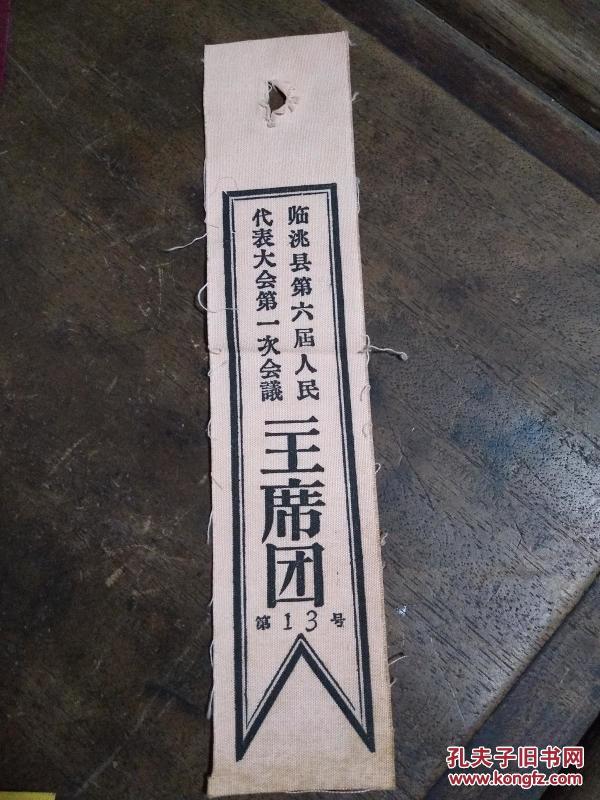 临洮县第六屆人民
代表大会第一次会議
主席团
第13号
孔夫子旧书网
www.kongfz.com